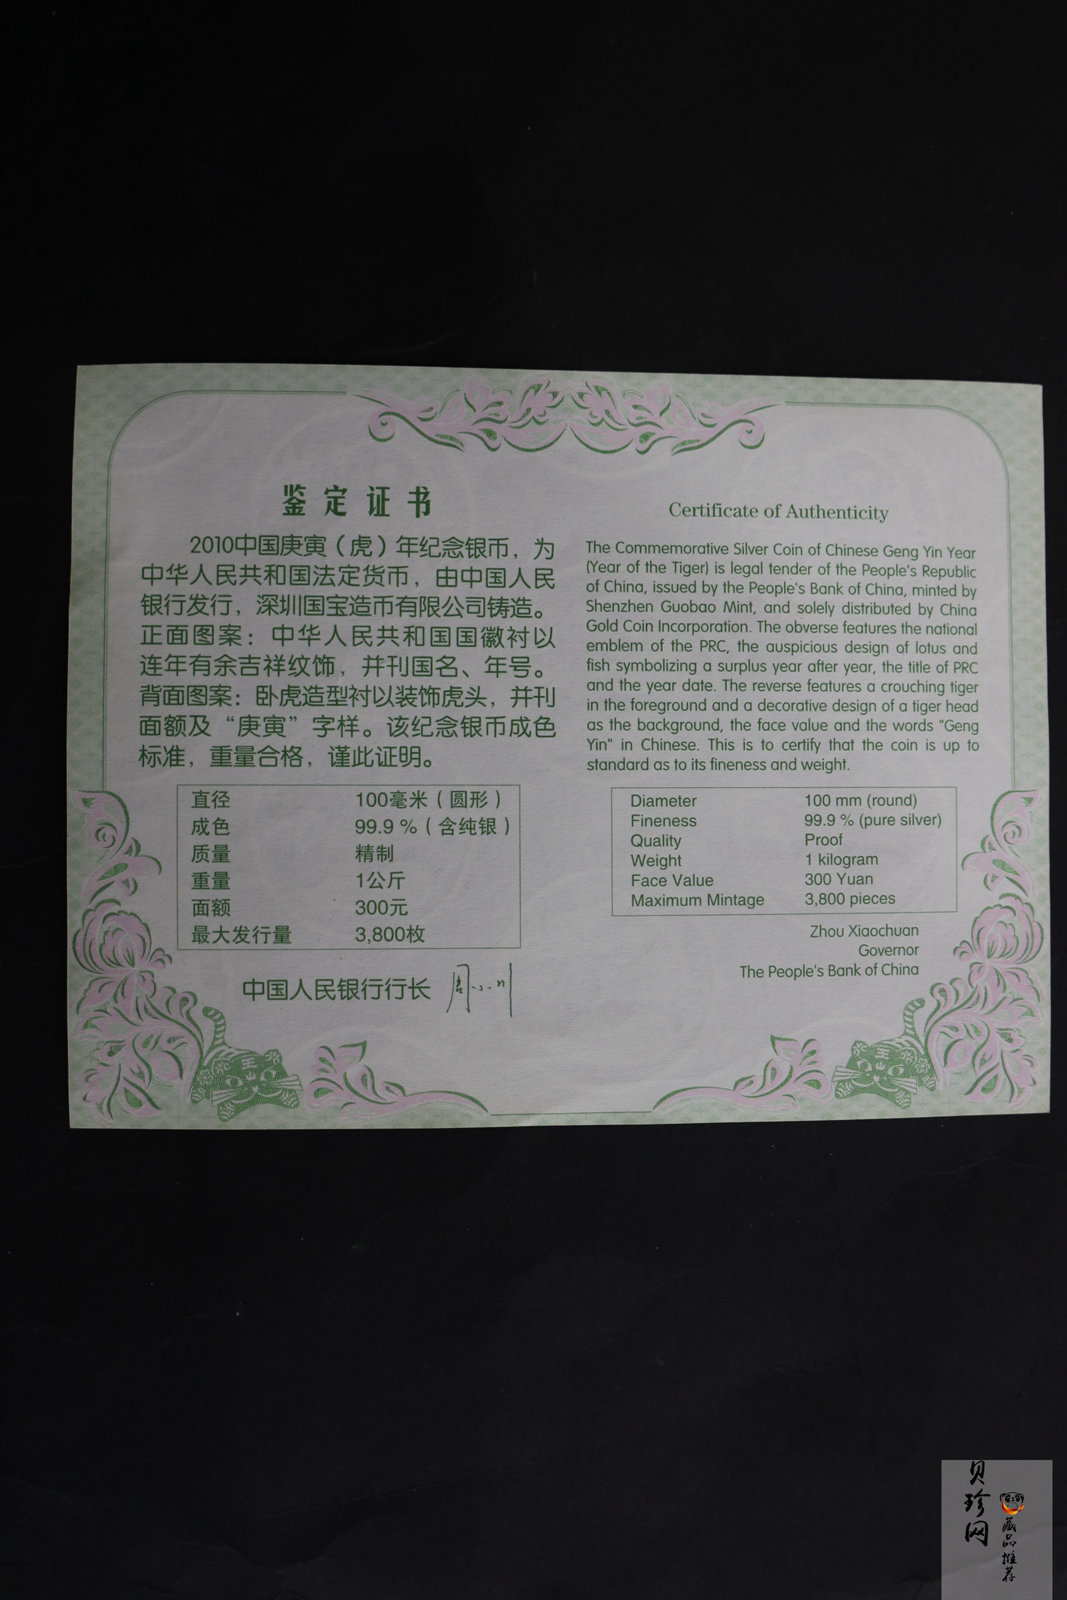 鉴定证书
2010中国庚寅（虎）年纪念银币，为
中华人民共和国法定货币，由中国人民
银行发行，深圳国宝造币有限公司铸造。
正面图案：中华人民共和国国徽衬以
连年有余吉祥纹饰，并刊国名、年号。
背面图案：卧虎造型衬以装饰虎头，并刊
面额及“庚寅”字样。该纪念银币成色
标准，重量合格，谨此证明。
直径 100毫米（圆形）
成色 99.9 %（含纯银）
质量 精制
重量 1公斤
面额 300元
最大发行量 3,800枚
中国人民银行行长 周小川
Certificate of Authenticity
The Commemorative Silver Coin of Chinese Geng Yin Year
(Year of the Tiger) is legal tender of the People's Republic
of China, issued by the People's Bank of China, minted by
Shenzhen Guobao Mint, and solely distributed by China
Gold Coin Incorporation. The obverse features the national
emblem of the PRC, the auspicious design of lotus and
fish symbolizing a surplus year after year, the title of PRC
and the year date. The reverse features a crouching tiger
in the foreground and a decorative design of a tiger head
as the background, the face value and the words "Geng
Yin" in Chinese. This is to certify that the coin is up to
standard as to its fineness and weight.
Diameter 100 mm (round)
Fineness 99.9 % (pure silver)
Quality Proof
Weight 1 kilogram
Face Value 300 Yuan
Maximum Mintage 3,800 pieces
Zhou Xiaochuan
Governor
The People's Bank of China
王
王
贝珍网
藏品推荐